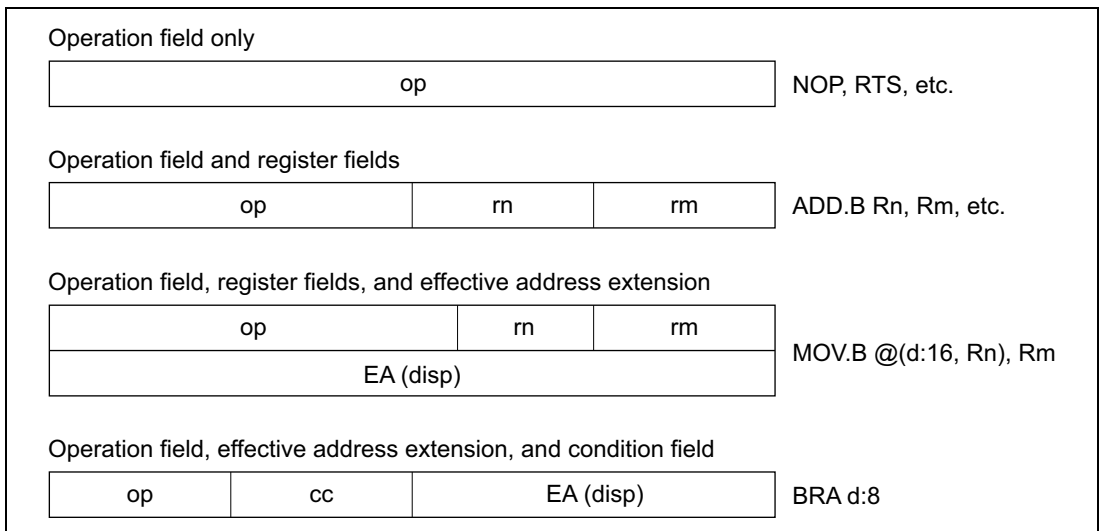 Operation field only
op NOP, RTS, etc.
Operation field and register fields
op rn rm ADD.B Rn, Rm, etc.
Operation field, register fields, and effective address extension
op rn rm
MOV.B @(d:16, Rn), Rm
EA (disp)
Operation field, effective address extension, and condition field
op cc EA (disp) BRA d:8